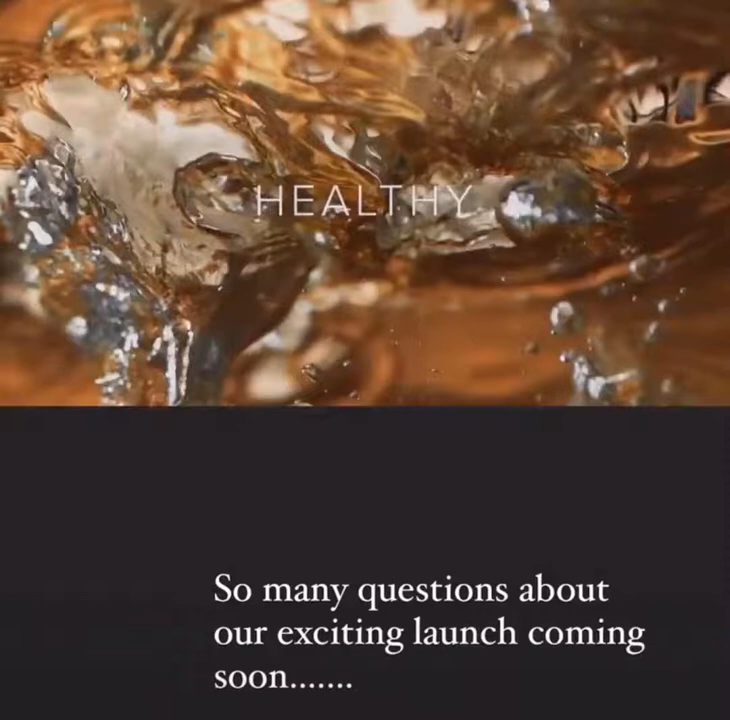 HEALTHY
So many questions about
our exciting launch coming
soon.......